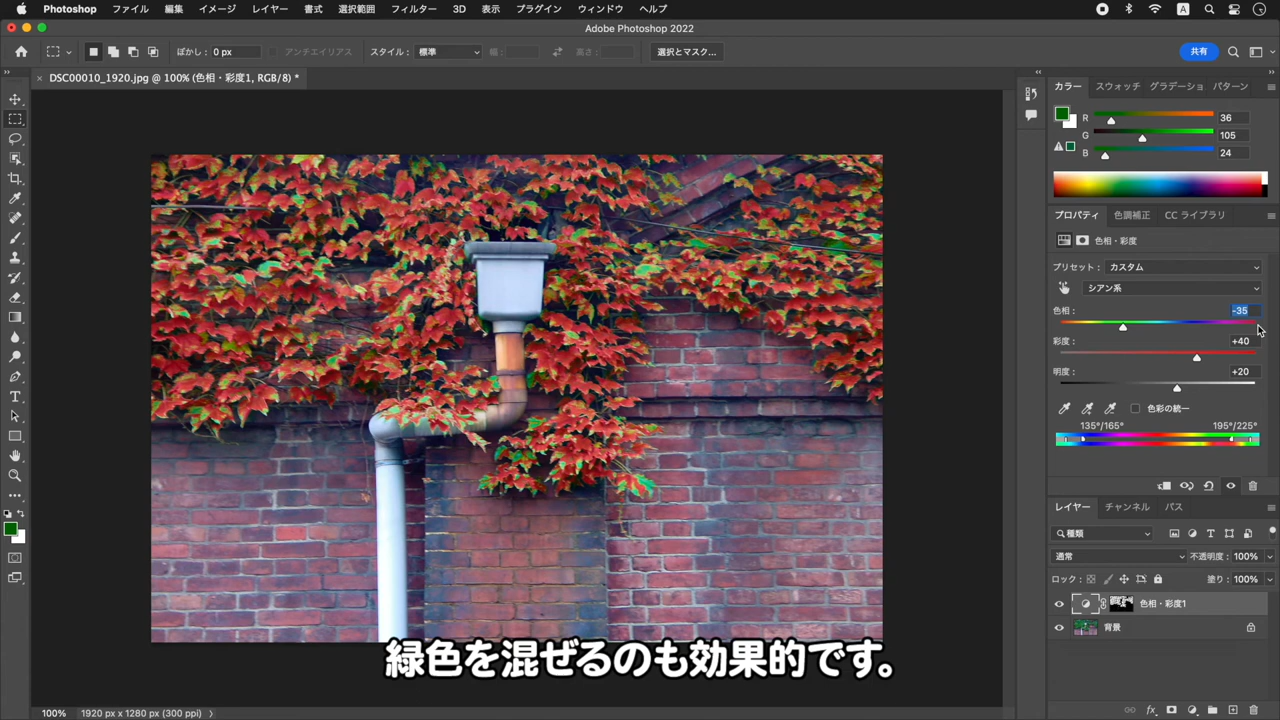 Photoshop ファイル 編集 イメージ レイヤー 書式 選択範囲 フィルター 3D 表示 プラグイン ウィンドウ ヘルプ A
Adobe Photoshop 2022
ぼかし : 0 px アンチエイリアス スタイル : 標準 幅 : 高さ : 選択とマスク... 共有
× DSC00010_1920.jpg @ 100% (色相・彩度1, RGB/8) *
カラー スウォッチ グラデーショ パターン
R 36
G 105
B 24
プロパティ 色調補正 CC ライブラリ
色相・彩度
プリセット : カスタム
シアン系
色相 : -35
彩度 : +40
明度 : +20
色彩の統一
135°/165° 195°/225°
レイヤー チャンネル パス
種類
通常 不透明度 : 100%
ロック : 塗り : 100%
色相・彩度1
背景
緑色を混ぜるのも効果的です。
100% 1920 px x 1280 px (300 ppi)